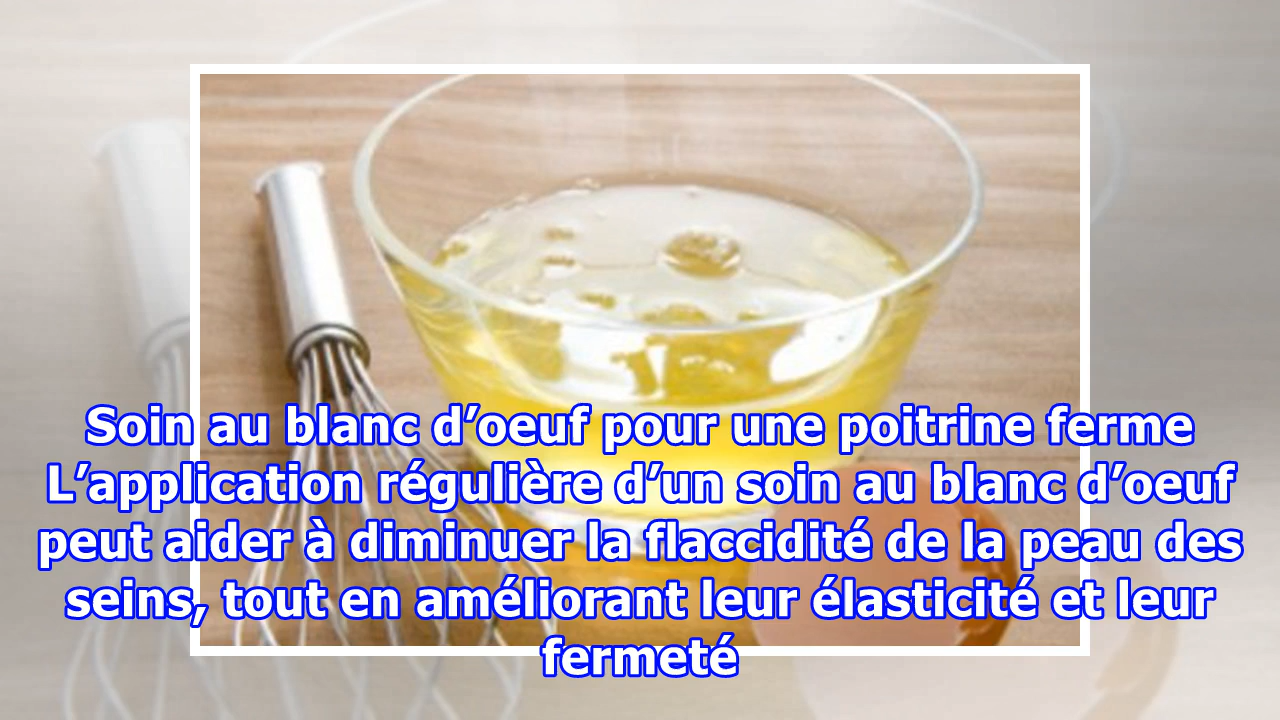 Soin au blanc d’oeuf pour une poitrine ferme
L’application régulière d’un soin au blanc d’oeuf
peut aider à diminuer la flaccidité de la peau des
seins, tout en améliorant leur élasticité et leur
fermeté